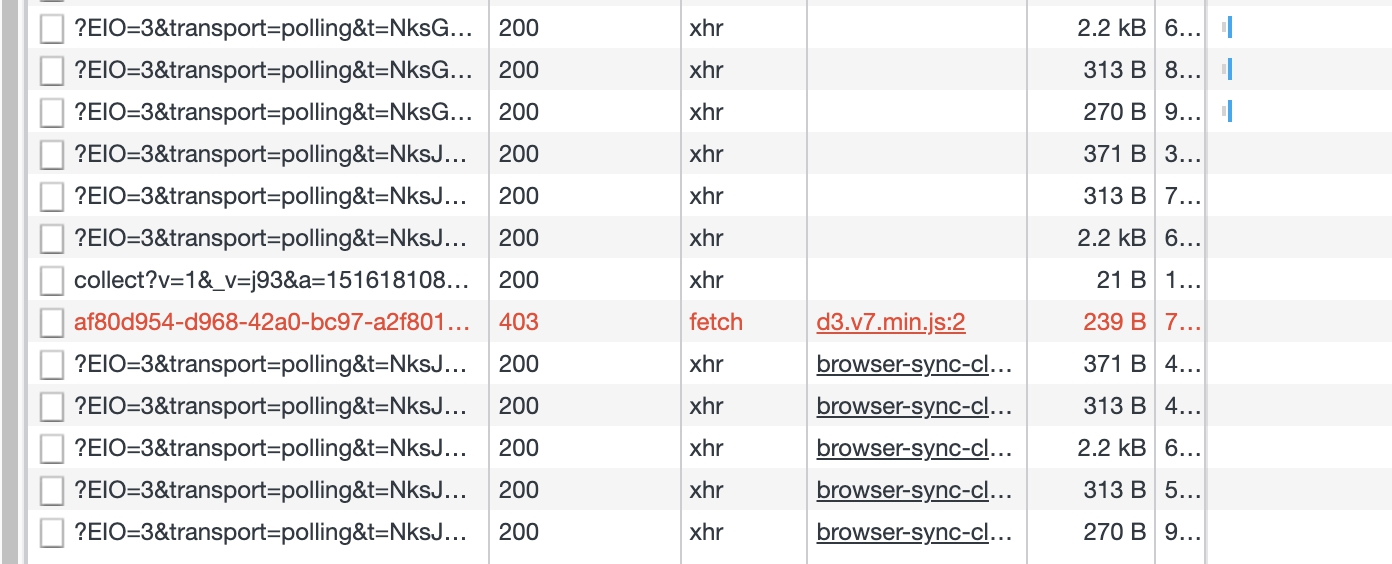 ?EIO=3&transport=polling&t=NksG... 200 xhr 2.2 kB 6...
?EIO=3&transport=polling&t=NksG... 200 xhr 313 B 8...
?EIO=3&transport=polling&t=NksG... 200 xhr 270 B 9...
?EIO=3&transport=polling&t=NksJ... 200 xhr 371 B 3...
?EIO=3&transport=polling&t=NksJ... 200 xhr 313 B 7...
?EIO=3&transport=polling&t=NksJ... 200 xhr 2.2 kB 6...
collect?v=1&_v=j93&a=151618108... 200 xhr 21 B 1...
af80d954-d968-42a0-bc97-a2f801... 403 fetch d3.v7.min.js:2 239 B 7...
?EIO=3&transport=polling&t=NksJ... 200 xhr browser-sync-cl... 371 B 4...
?EIO=3&transport=polling&t=NksJ... 200 xhr browser-sync-cl... 313 B 4...
?EIO=3&transport=polling&t=NksJ... 200 xhr browser-sync-cl... 2.2 kB 6...
?EIO=3&transport=polling&t=NksJ... 200 xhr browser-sync-cl... 313 B 5...
?EIO=3&transport=polling&t=NksJ... 200 xhr browser-sync-cl... 270 B 9...